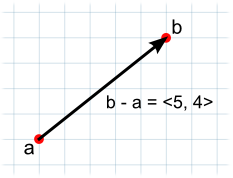 b
b - a = <5, 4>
a